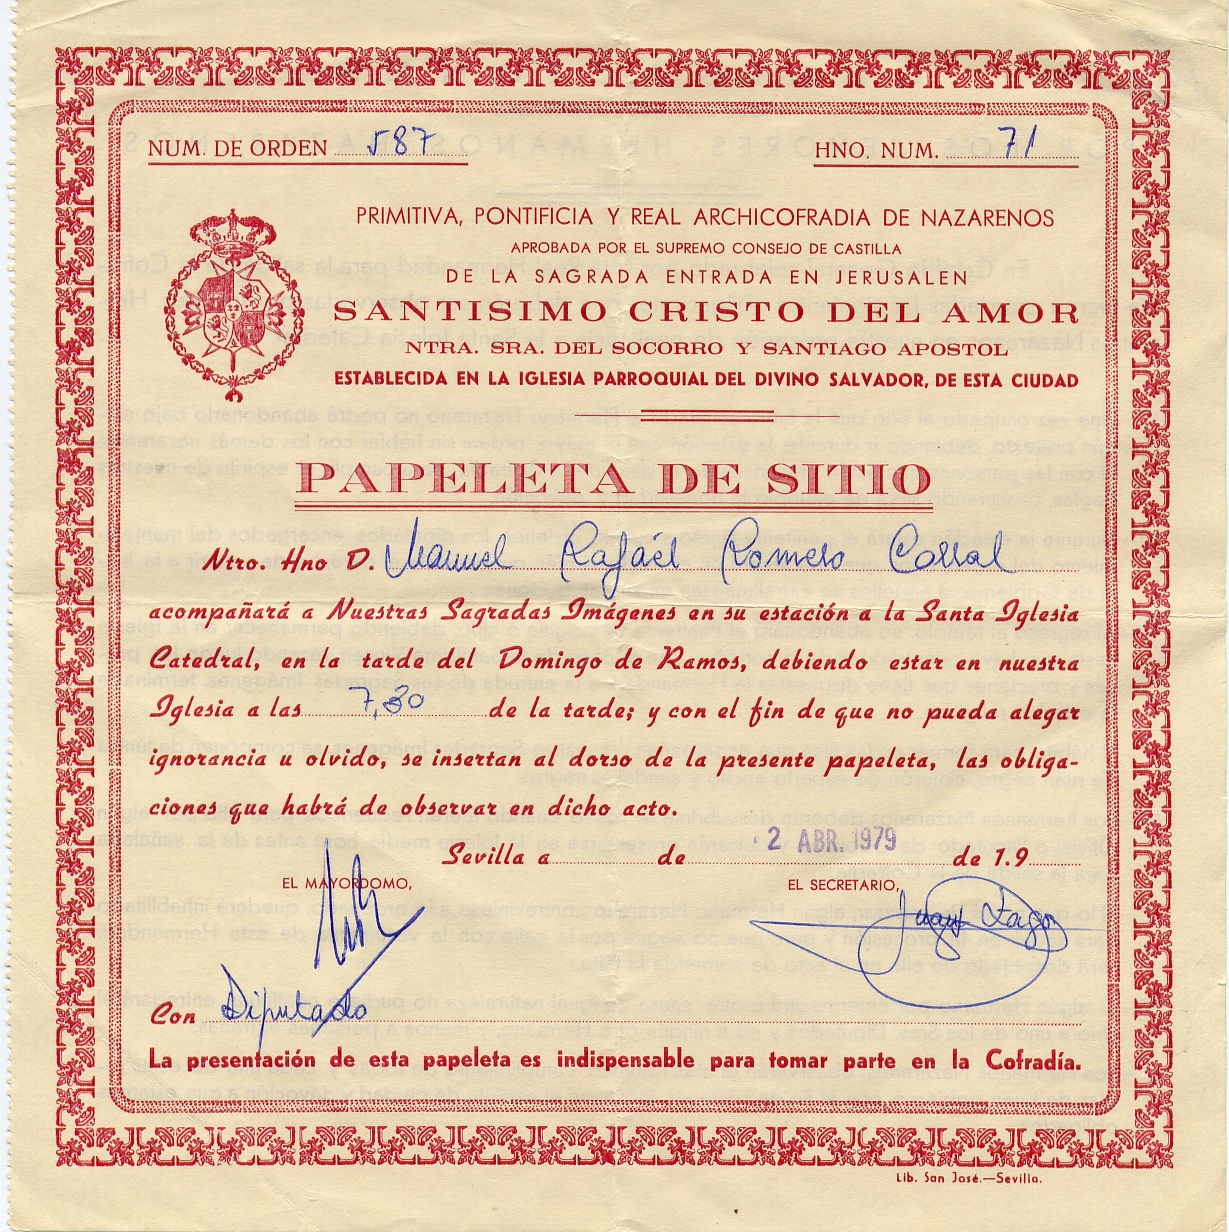 NUM. DE ORDEN 587
HNO. NUM. 71
PRIMITIVA, PONTIFICIA Y REAL ARCHICOFRADIA DE NAZARENOS
APROBADA POR EL SUPREMO CONSEJO DE CASTILLA
DE LA SAGRADA ENTRADA EN JERUSALEN
SANTISIMO CRISTO DEL AMOR
NTRA. SRA. DEL SOCORRO Y SANTIAGO APOSTOL
ESTABLECIDA EN LA IGLESIA PARROQUIAL DEL DIVINO SALVADOR, DE ESTA CIUDAD
PAPELETA DE SITIO
Ntro. Hno D. Manuel Rafáel Romero Corral
acompañará a Nuestras Sagradas Imágenes en su estación a la Santa Iglesia
Catedral, en la tarde del Domingo de Ramos, debiendo estar en nuestra
Iglesia a las 7,30 de la tarde; y con el fin de que no pueda alegar
ignorancia u olvido, se insertan al dorso de la presente papeleta, las obliga-
ciones que habrá de observar en dicho acto.
Sevilla a de 2 ABR. 1979 de 1.9
EL MAYORDOMO,
EL SECRETARIO,
Con Diputado
La presentación de esta papeleta es indispensable para tomar parte en la Cofradía.
Lib. San José.—Sevilla.